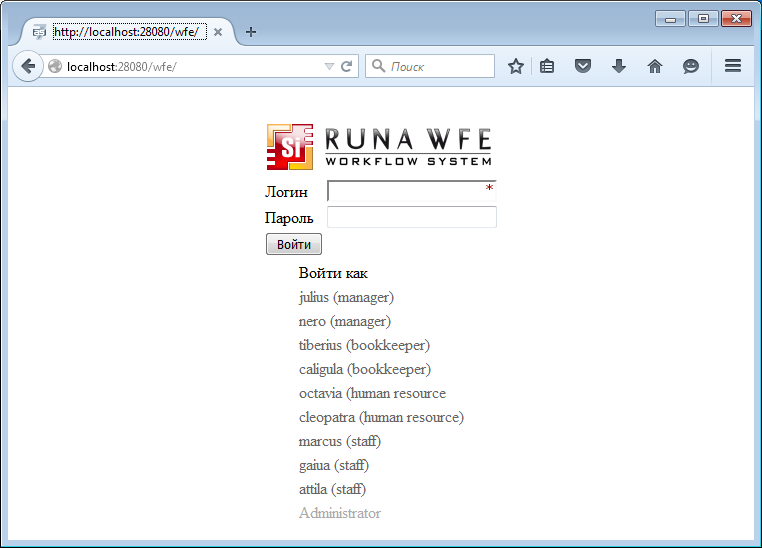 http://localhost:28080/wfe/
localhost:28080/wfe/
Поиск
Si
RUNA WFE
WORKFLOW SYSTEM
Логин *
Пароль
Войти
Войти как
julius (manager)
nero (manager)
tiberius (bookkeeper)
caligula (bookkeeper)
octavia (human resource
cleopatra (human resource)
marcus (staff)
gaiua (staff)
attila (staff)
Administrator